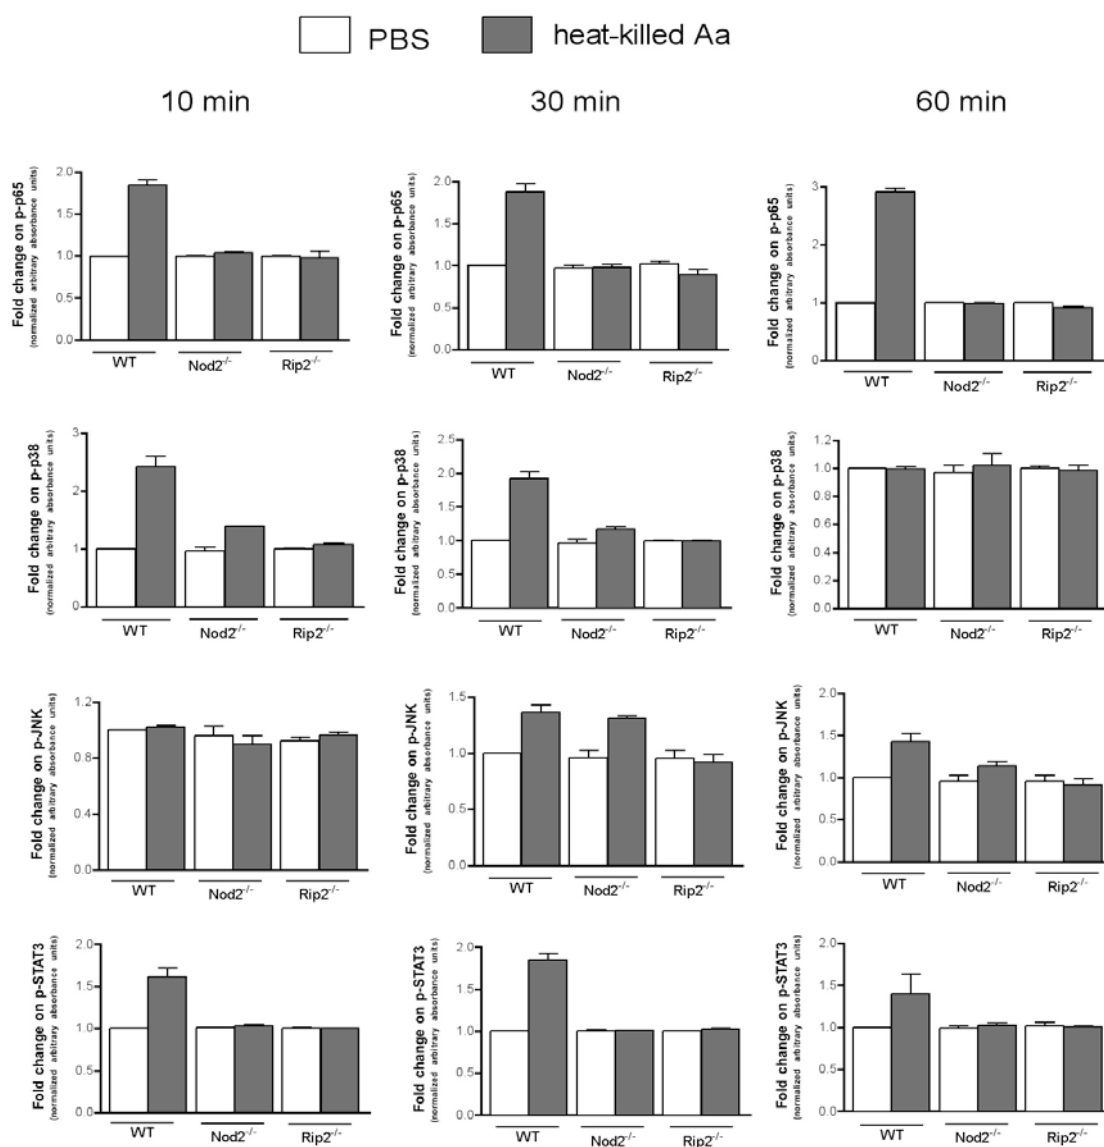 PBS heat-killed Aa
10 min 30 min 60 min
Fold change on p-p65
(normalized arbitrary absorbance units)
2.0
1.5
1.0
0.5
0.0
WT Nod2-/- Rip2-/-
Fold change on p-p65
(normalized arbitrary absorbance units)
2.0
1.5
1.0
0.5
0.0
WT Nod2-/- Rip2-/-
Fold change on p-p65
(normalized arbitrary absorbance units)
3
2
1
0
WT Nod2-/- Rip2-/-
Fold change on p-p38
(normalized arbitrary absorbance units)
3
2
1
0
WT Nod2-/- Rip2-/-
Fold change on p-p38
(normalized arbitrary absorbance units)
2.5
2.0
1.5
1.0
0.5
0.0
WT Nod2-/- Rip2-/-
Fold change on p-p38
(normalized arbitrary absorbance units)
1.2
1.0
0.8
0.6
0.4
0.2
0.0
WT Nod2-/- Rip2-/-
Fold change on p-JNK
(normalized arbitrary absorbance units)
1.2
0.8
0.4
0.0
WT Nod2-/- Rip2-/-
Fold change on p-JNK
(normalized arbitrary absorbance units)
1.5
1.0
0.5
0.0
WT Nod2-/- Rip2-/-
Fold change on p-JNK
(normalized arbitrary absorbance units)
2.0
1.5
1.0
0.5
0.0
WT Nod2-/- Rip2-/-
Fold change on p-STAT3
(normalized arbitrary absorbance units)
2.0
1.5
1.0
0.5
0.0
WT Nod2-/- Rip2-/-
Fold change on p-STAT3
(normalized arbitrary absorbance units)
2.0
1.5
1.0
0.5
0.0
WT Nod2-/- Rip2-/-
Fold change on p-STAT3
(normalized arbitrary absorbance units)
2.0
1.5
1.0
0.5
0.0
WT Nod2-/- Rip2-/-